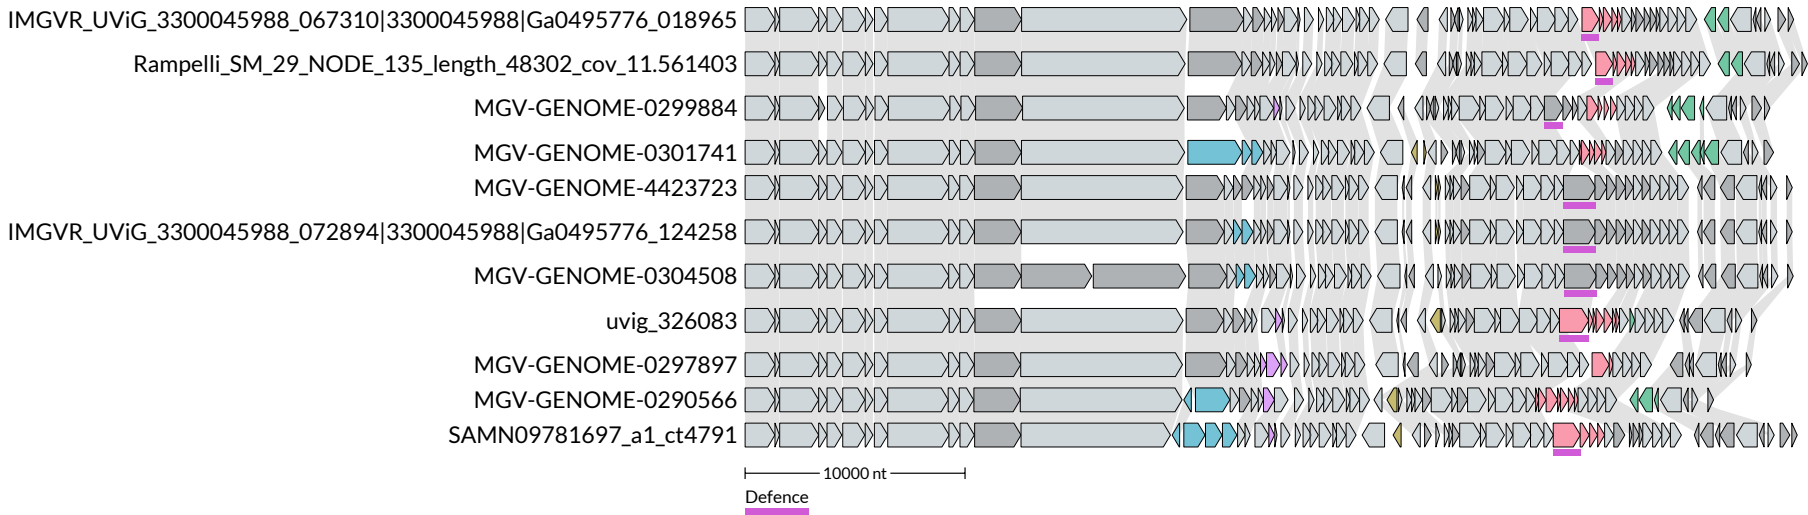 IMGVR_UViG_3300045988_067310|3300045988|Ga0495776_018965
Rampelli_SM_29_NODE_135_length_48302_cov_11.561403
MGV-GENOME-0299884
MGV-GENOME-0301741
MGV-GENOME-4423723
IMGVR_UViG_3300045988_072894|3300045988|Ga0495776_124258
MGV-GENOME-0304508
uvig_326083
MGV-GENOME-0297897
MGV-GENOME-0290566
SAMN09781697_a1_ct4791
10000 nt
Defence